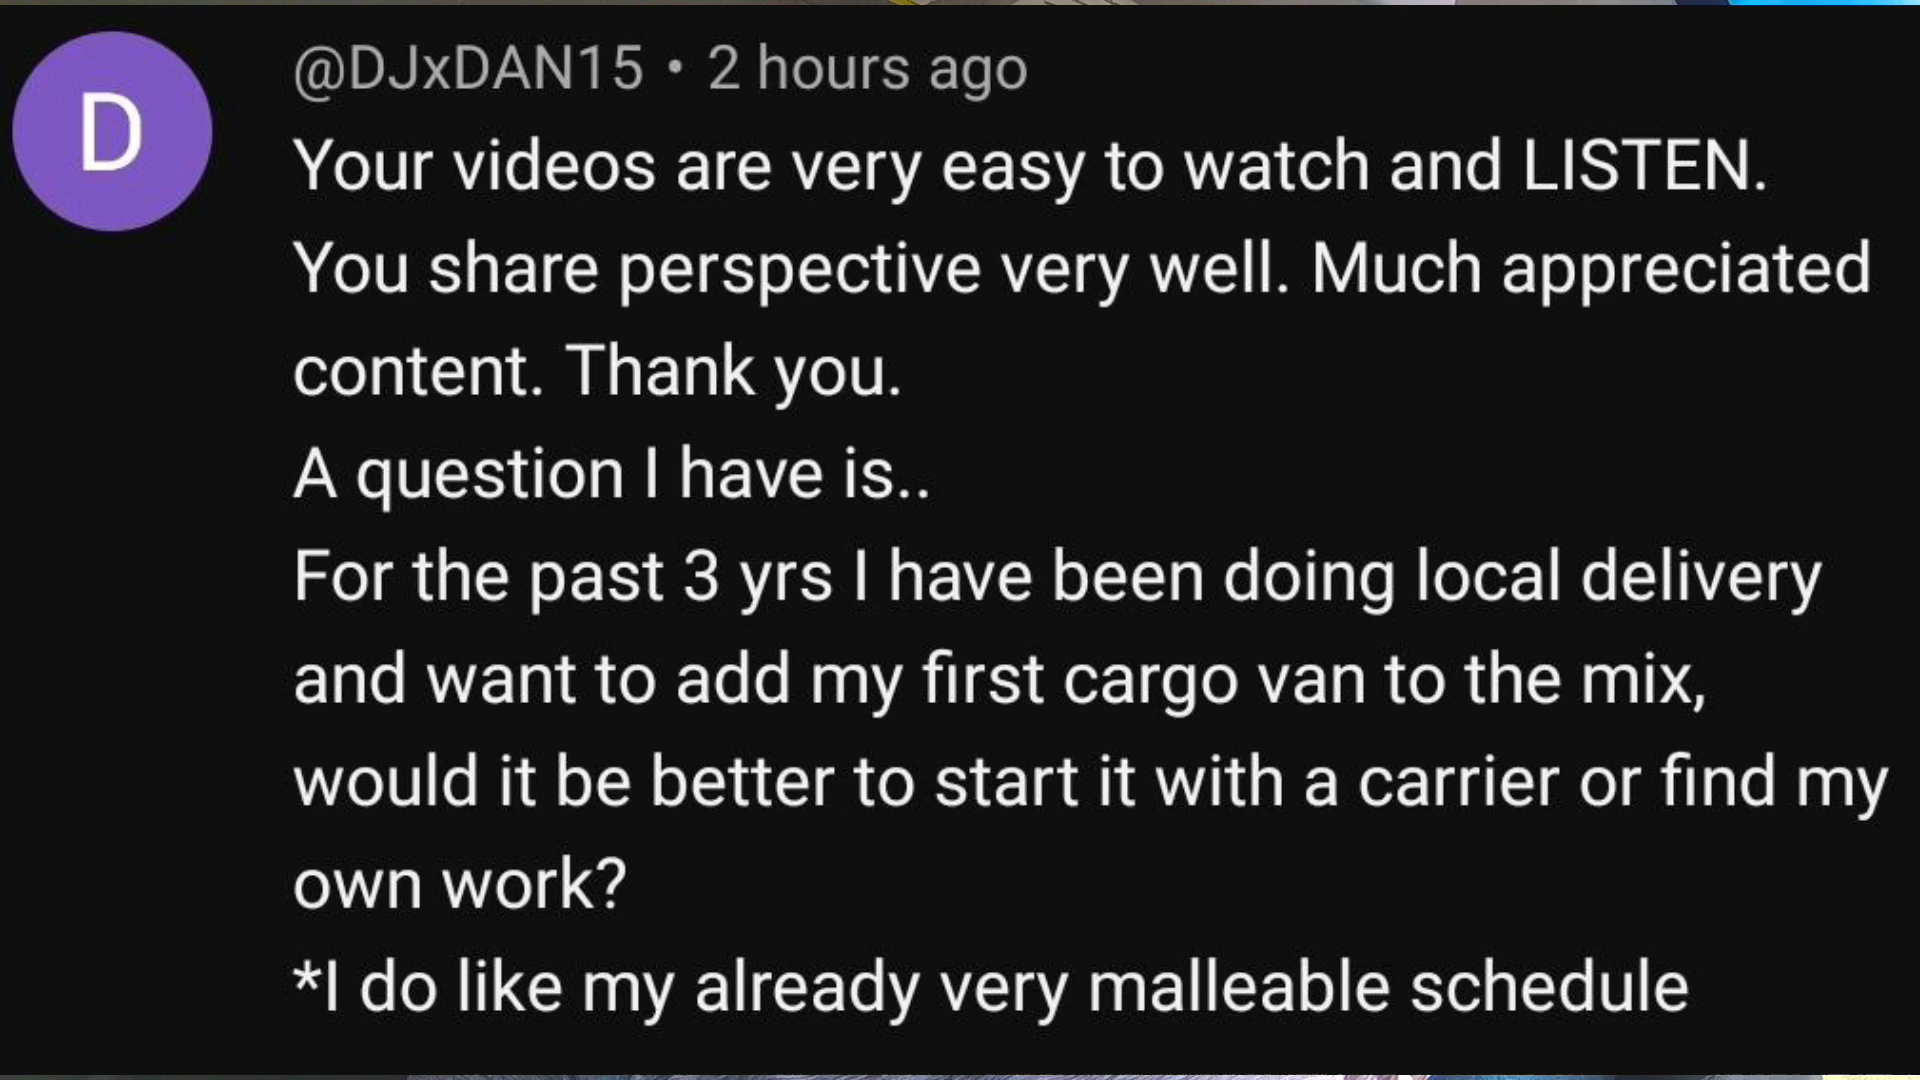 D
@DJxDAN15 • 2 hours ago
Your videos are very easy to watch and LISTEN.
You share perspective very well. Much appreciated
content. Thank you.
A question I have is..
For the past 3 yrs I have been doing local delivery
and want to add my first cargo van to the mix,
would it be better to start it with a carrier or find my
own work?
*I do like my already very malleable schedule